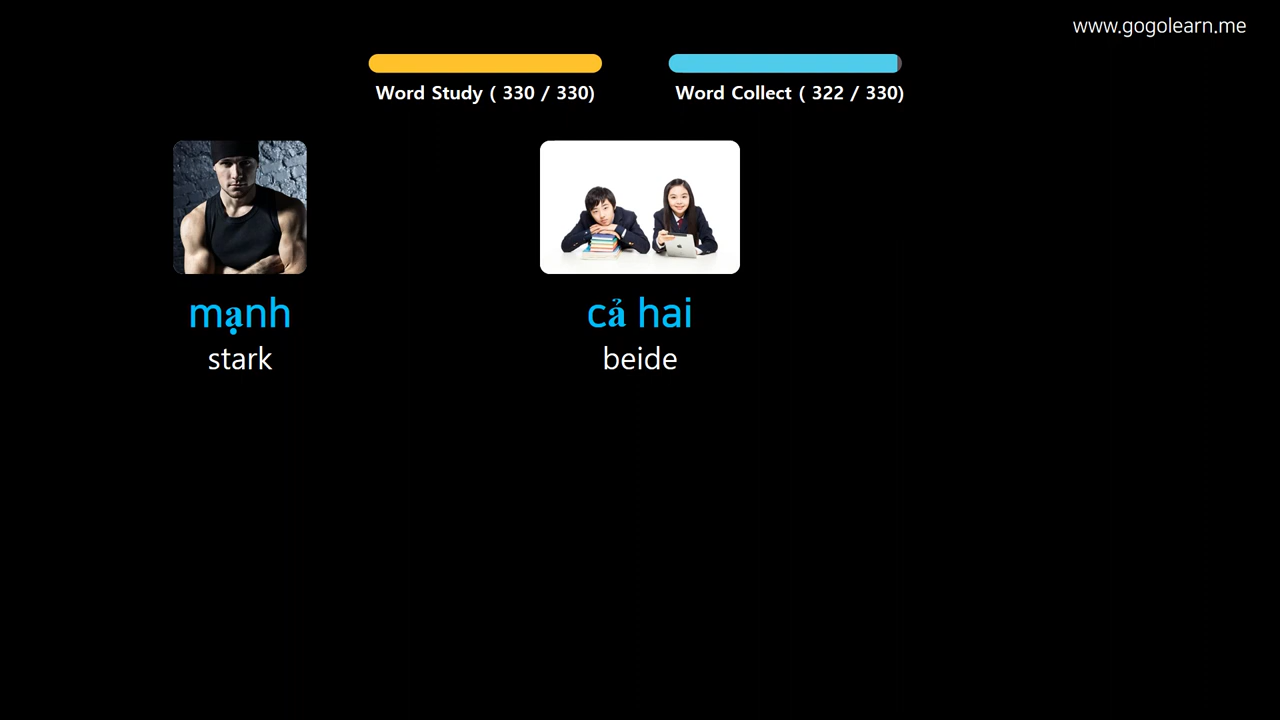 www.gogolearn.me
Word Study ( 330 / 330)
Word Collect ( 322 / 330)
mạnh
stark
cả hai
beide